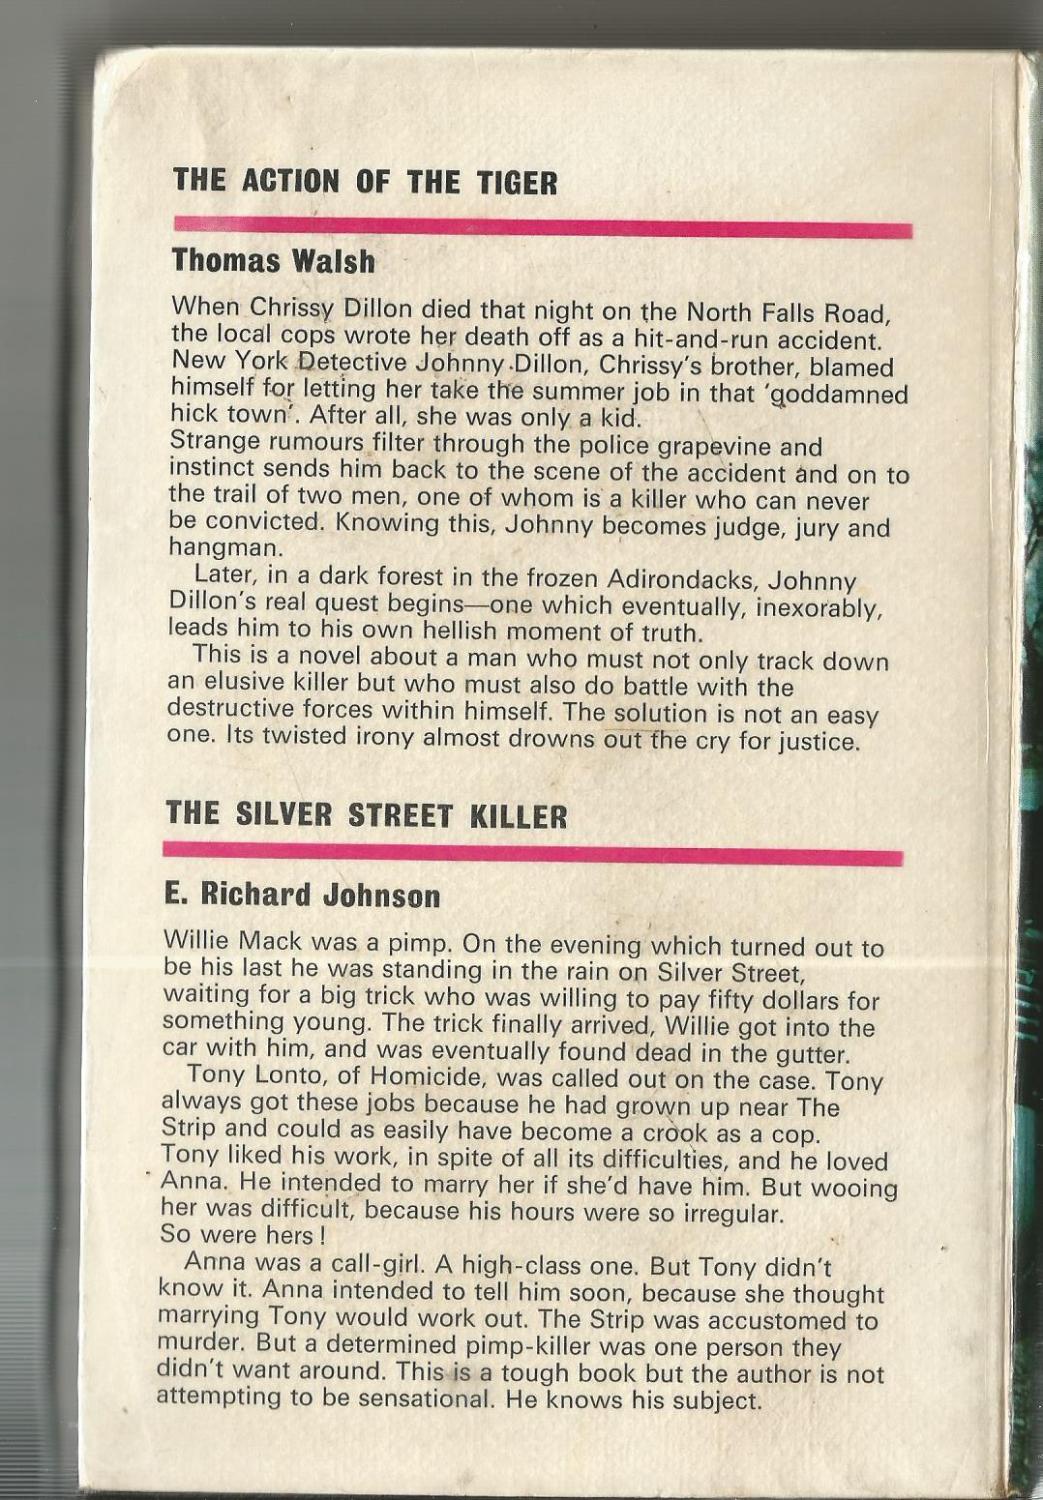 THE ACTION OF THE TIGER
Thomas Walsh
When Chrissy Dillon died that night on the North Falls Road,
the local cops wrote her death off as a hit-and-run accident.
New York Detective Johnny Dillon, Chrissy's brother, blamed
himself for letting her take the summer job in that 'goddamned
hick town'. After all, she was only a kid.
Strange rumours filter through the police grapevine and
instinct sends him back to the scene of the accident and on to
the trail of two men, one of whom is a killer who can never
be convicted. Knowing this, Johnny becomes judge, jury and
hangman.
Later, in a dark forest in the frozen Adirondacks, Johnny
Dillon's real quest begins—one which eventually, inexorably,
leads him to his own hellish moment of truth.
This is a novel about a man who must not only track down
an elusive killer but who must also do battle with the
destructive forces within himself. The solution is not an easy
one. Its twisted irony almost drowns out the cry for justice.
THE SILVER STREET KILLER
E. Richard Johnson
Willie Mack was a pimp. On the evening which turned out to
be his last he was standing in the rain on Silver Street,
waiting for a big trick who was willing to pay fifty dollars for
something young. The trick finally arrived, Willie got into the
car with him, and was eventually found dead in the gutter.
Tony Lonto, of Homicide, was called out on the case. Tony
always got these jobs because he had grown up near The
Strip and could as easily have become a crook as a cop.
Tony liked his work, in spite of all its difficulties, and he loved
Anna. He intended to marry her if she'd have him. But wooing
her was difficult, because his hours were so irregular.
So were hers!
Anna was a call-girl. A high-class one. But Tony didn't
know it. Anna intended to tell him soon, because she thought
marrying Tony would work out. The Strip was accustomed to
murder. But a determined pimp-killer was one person they
didn't want around. This is a tough book but the author is not
attempting to be sensational. He knows his subject.